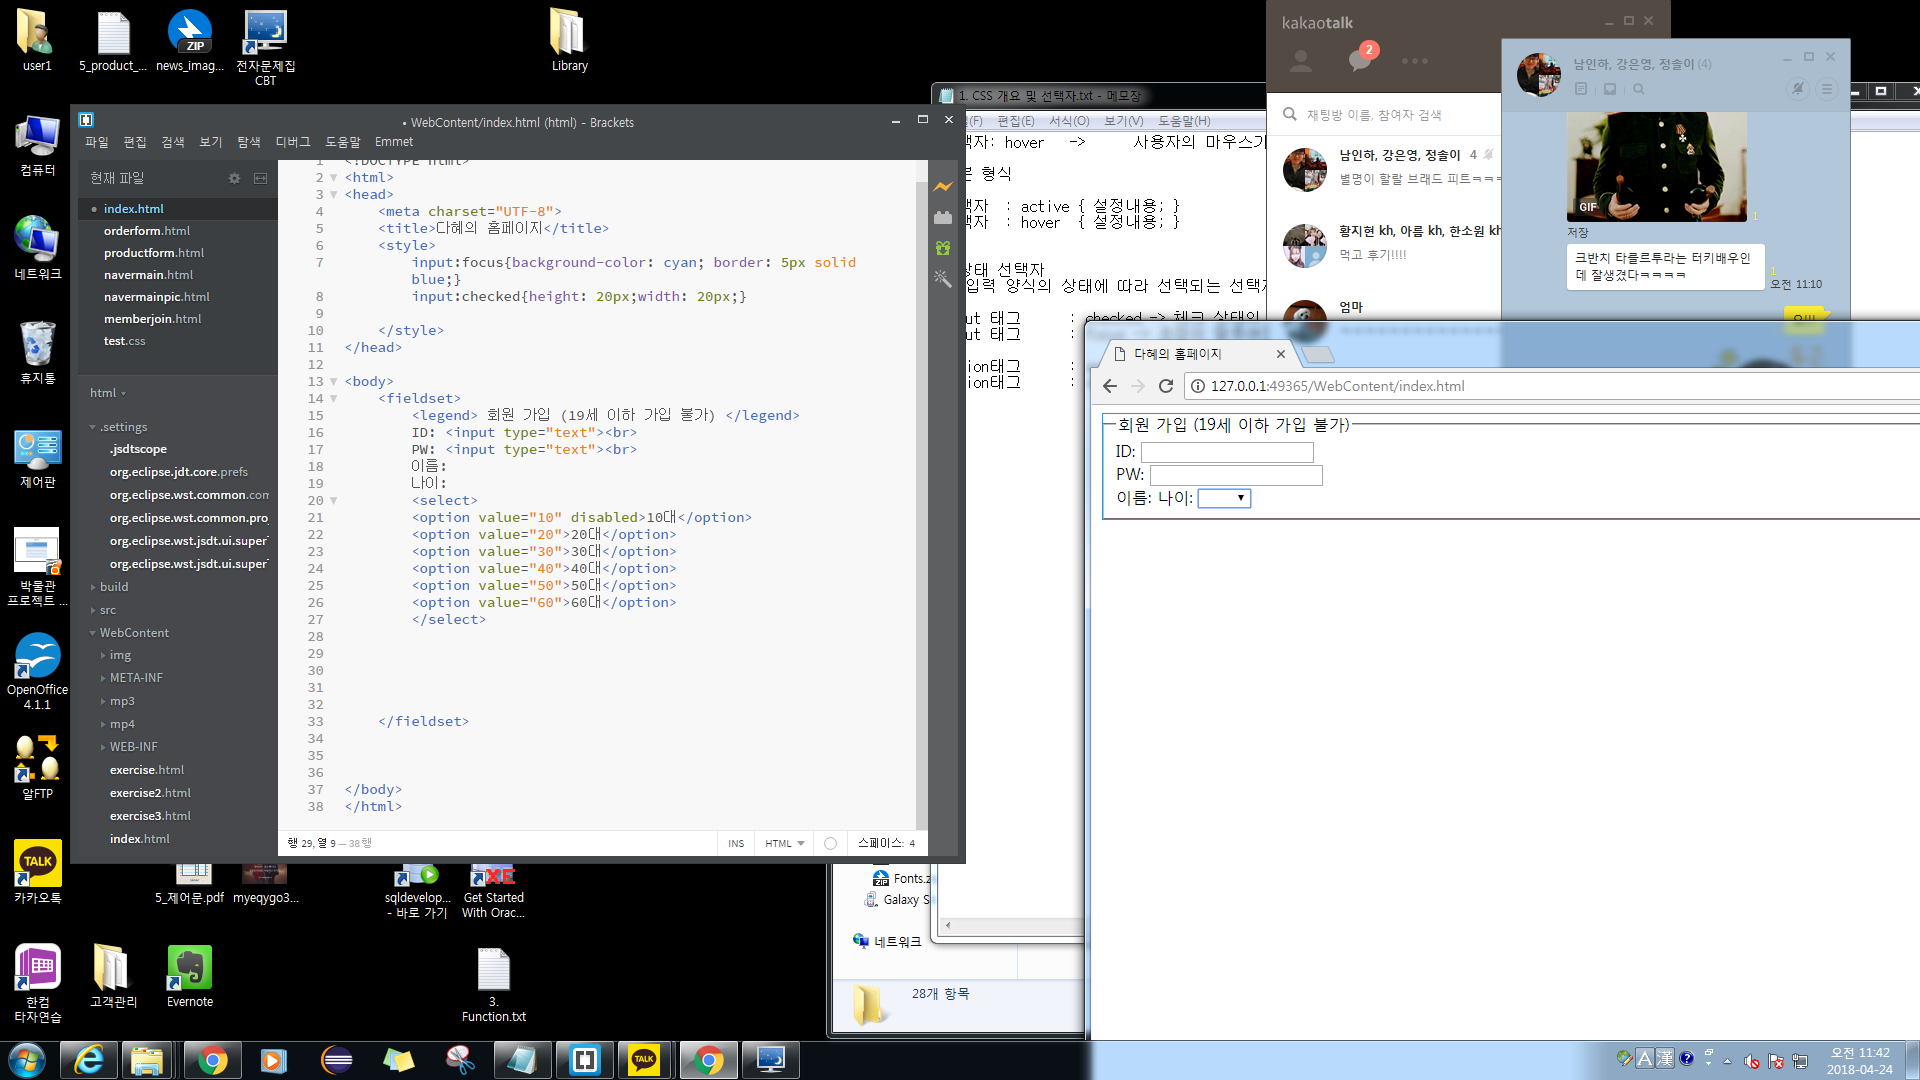 user1
5_product_...
news_imag...
전자문제집
CBT
Library
컴퓨터
네트워크
휴지통
제어판
박물관
프로젝트 ...
OpenOffice
4.1.1
알FTP
카카오톡
한컴
타자연습
고객관리
Evernote
3.
Function.txt
5_제어문.pdf
myeqygo3...
sqldevelop...
- 바로 가기
Get Started
With Orac...
• WebContent/index.html (html) - Brackets
파일 편집 검색 보기 탐색 디버그 도움말 Emmet
현재 파일
index.html
orderform.html
productform.html
navermain.html
navermainpic.html
memberjoin.html
test.css
html
.settings
.jsdtscope
org.eclipse.jdt.core.prefs
org.eclipse.wst.common.com
org.eclipse.wst.common.pro
org.eclipse.wst.jsdt.ui.super
org.eclipse.wst.jsdt.ui.super
build
src
WebContent
img
META-INF
mp3
mp4
WEB-INF
exercise.html
exercise2.html
exercise3.html
index.html
1 <!DOCTYPE html>
2 <html>
3 <head>
4 <meta charset="UTF-8">
5 <title>다혜의 홈페이지</title>
6 <style>
7 input:focus{background-color: cyan; border: 5px solid
blue;}
8 input:checked{height: 20px;width: 20px;}
9
10 </style>
11 </head>
12
13 <body>
14 <fieldset>
15 <legend> 회원 가입 (19세 이하 가입 불가) </legend>
16 ID: <input type="text"><br>
17 PW: <input type="text"><br>
18 이름:
19 나이:
20 <select>
21 <option value="10" disabled>10대</option>
22 <option value="20">20대</option>
23 <option value="30">30대</option>
24 <option value="40">40대</option>
25 <option value="50">50대</option>
26 <option value="60">60대</option>
27 </select>
28
29
30
31
32
33 </fieldset>
34
35
36
37 </body>
38 </html>
행 29, 열 9 — 38 행
INS HTML 스페이스: 4
1. CSS 개요 및 선택자.txt - 메모장
편집(E) 서식(O) 보기(V) 도움말(H)
택자: hover -> 사용자의 마우스가
본 형식
택자 : active { 설정내용; }
택자 : hover { 설정내용; }
상태 선택자
입력 양식의 상태에 따라 선택되는 선택자
ut 태그 : checked -> 체크 상태의
ut 태그 :
ion태그 :
ion태그 :
Fonts.z
Galaxy S
네트워크
28개 항목
kakaotalk
2
채팅방 이름, 참여자 검색
남인하, 강은영, 정솔이 4
별명이 할랄 브래드 피트ㅋㅋㅋ
황지현 kh, 아름 kh, 한소원 kh
먹고 후기!!!!
엄마
남인하, 강은영, 정솔이 (4)
GIF
1
저장
크반치 타틀르투라는 터키배우인
데 잘생겼다ㅋㅋㅋㅋ
1
오전 11:10
다혜의 홈페이지
127.0.0.1:49365/WebContent/index.html
회원 가입 (19세 이하 가입 불가)
ID:
PW:
이름: 나이:
오전 11:42
2018-04-24